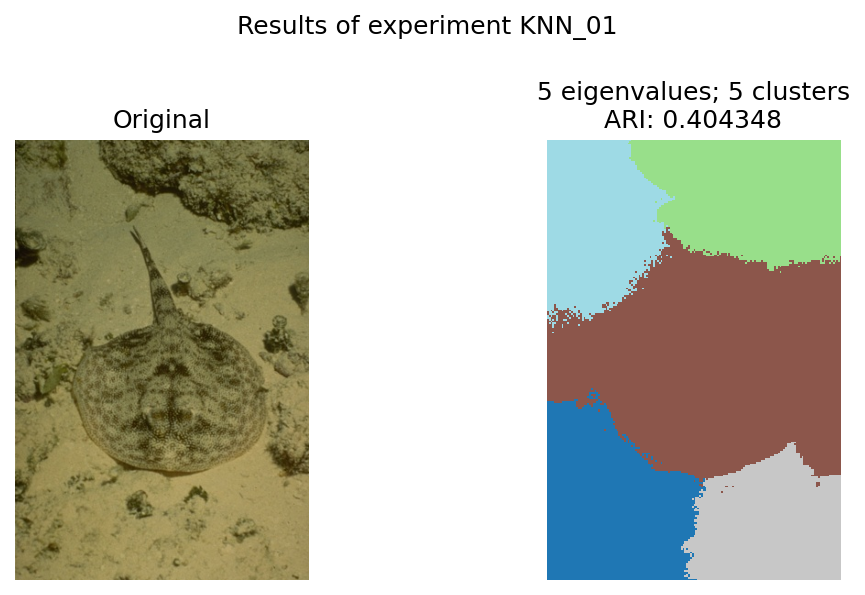 Results of experiment KNN_01
Original
5 eigenvalues; 5 clusters
ARI: 0.404348